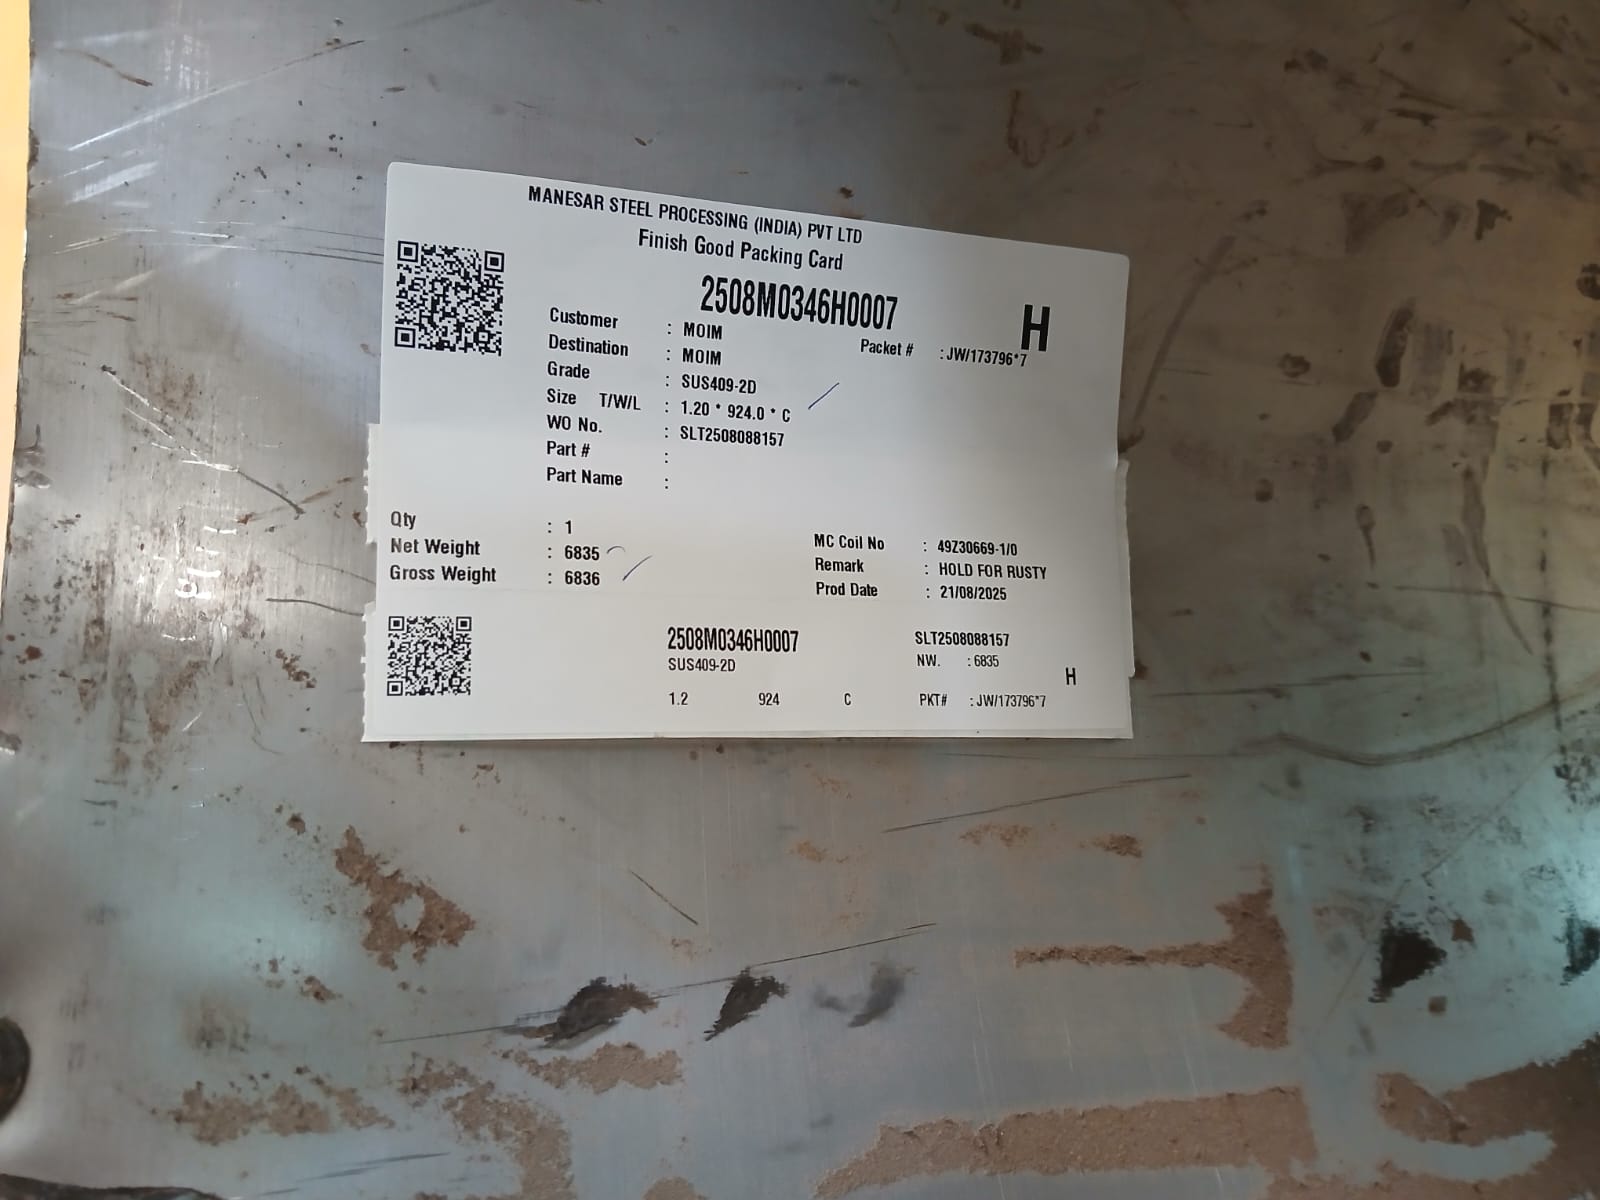 MANESAR STEEL PROCESSING (INDIA) PVT LTD
Finish Good Packing Card
2508M0346H0007
H
Customer : MOIM
Packet # : JW/173796*7
Destination : MOIM
Grade : SUS409-2D
Size T/W/L : 1.20 * 924.0 * C
WO No. : SLT2508088157
Part # :
Part Name :
Qty : 1
Net Weight : 6835
Gross Weight : 6836
MC Coil No : 49Z30669-1/0
Remark : HOLD FOR RUSTY
Prod Date : 21/08/2025
2508M0346H0007
SUS409-2D
1.2 924 C
SLT2508088157
NW. : 6835
H
PKT# : JW/173796*7